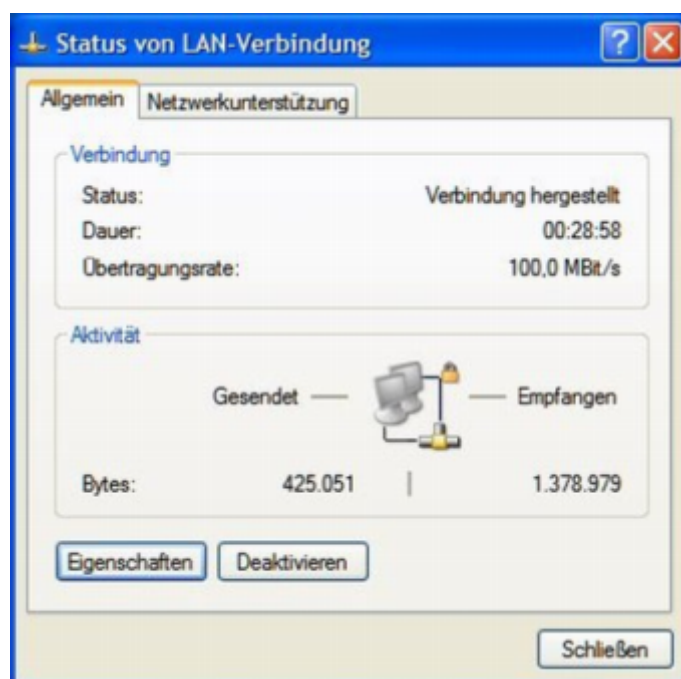 Status von LAN-Verbindung
Allgemein Netzwerkunterstützung
Verbindung
Status: Verbindung hergestellt
Dauer: 00:28:58
Übertragungsrate: 100,0 MBit/s
Aktivität
Gesendet Empfangen
Bytes: 425.051 1.378.979
Eigenschaften Deaktivieren
Schließen